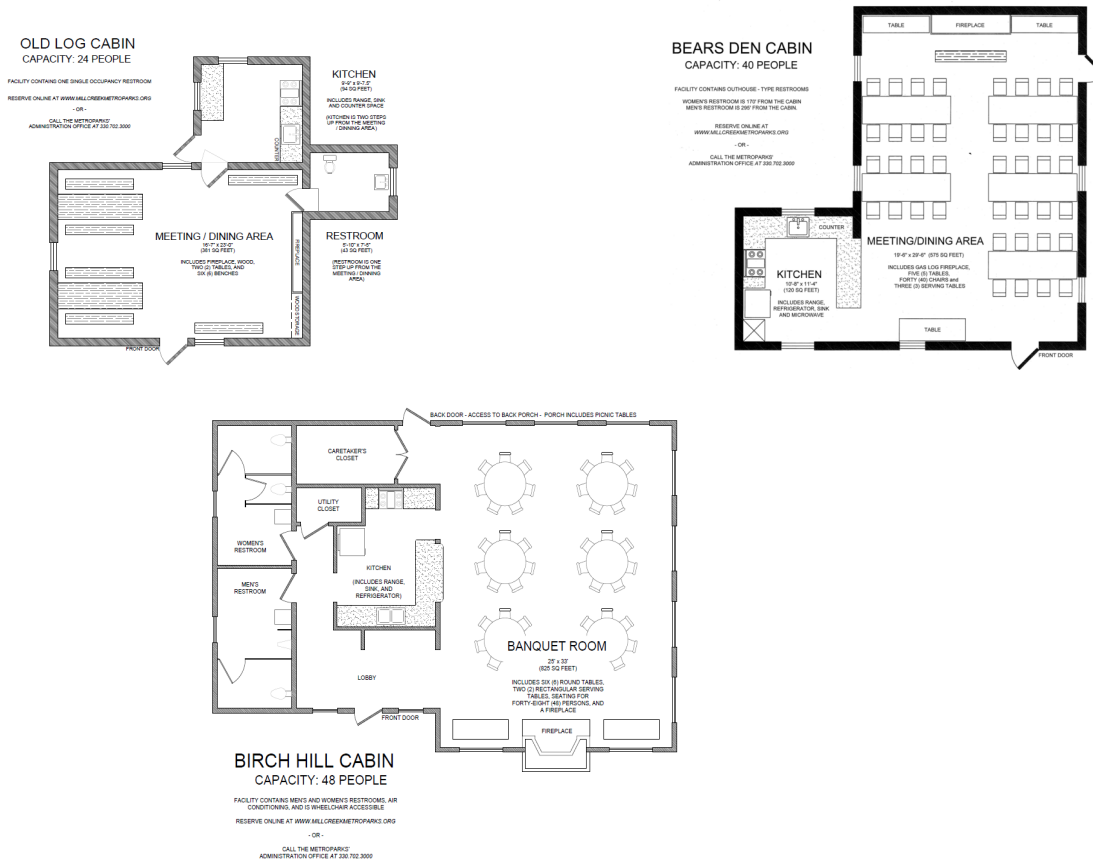 OLD LOG CABIN
CAPACITY: 24 PEOPLE
FACILITY CONTAINS ONE SINGLE OCCUPANCY RESTROOM
RESERVE ONLINE AT WWW.MILLCREEKMETROPARKS.ORG
- OR -
CALL THE METROPARKS'
ADMINISTRATION OFFICE AT 330.702.3000
KITCHEN
9'-9" x 9'-7.5"
(94 SQ FEET)
INCLUDES RANGE, SINK
AND COUNTER SPACE
(KITCHEN IS TWO STEPS
UP FROM THE MEETING
/ DINNING AREA)
COUNTER
MEETING / DINING AREA
16'-7" x 23'-0"
(381 SQ FEET)
INCLUDES FIREPLACE, WOOD,
TWO (2) TABLES, AND
SIX (6) BENCHES
FIREPLACE
WOOD STORAGE
RESTROOM
5'-10" x 7'-5"
(43 SQ FEET)
(RESTROOM IS ONE
STEP UP FROM THE
MEETING / DINING
AREA)
FRONT DOOR
BEARS DEN CABIN
CAPACITY: 40 PEOPLE
FACILITY CONTAINS OUTHOUSE - TYPE RESTROOMS
WOMEN'S RESTROOM IS 170' FROM THE CABIN
MEN'S RESTROOM IS 295' FROM THE CABIN.
RESERVE ONLINE AT
WWW.MILLCREEKMETROPARKS.ORG
- OR -
CALL THE METROPARKS'
ADMINISTRATION OFFICE AT 330.702.3000
TABLE
FIREPLACE
TABLE
COUNTER
KITCHEN
10'-8" x 11'-4"
(120 SQ FEET)
INCLUDES RANGE,
REFRIGERATOR, SINK
AND MICROWAVE
MEETING/DINING AREA
19'-6" x 29'-6" (575 SQ FEET)
INCLUDES GAS LOG FIREPLACE,
FIVE (5) TABLES,
FORTY (40) CHAIRS and
THREE (3) SERVING TABLES
TABLE
FRONT DOOR
BACK DOOR - ACCESS TO BACK PORCH - PORCH INCLUDES PICNIC TABLES
CARETAKER'S
CLOSET
UTILITY
CLOSET
WOMEN'S
RESTROOM
MEN'S
RESTROOM
KITCHEN
(INCLUDES RANGE,
SINK, AND
REFRIGERATOR)
LOBBY
FRONT DOOR
BANQUET ROOM
25' x 33'
(825 SQ FEET)
INCLUDES SIX (6) ROUND TABLES,
TWO (2) RECTANGULAR SERVING
TABLES, SEATING FOR
FORTY-EIGHT (48) PERSONS, AND
A FIREPLACE
FIREPLACE
BIRCH HILL CABIN
CAPACITY: 48 PEOPLE
FACILITY CONTAINS MEN'S AND WOMEN'S RESTROOMS, AIR
CONDITIONING, AND IS WHEELCHAIR ACCESSIBLE
RESERVE ONLINE AT WWW.MILLCREEKMETROPARKS.ORG
- OR -
CALL THE METROPARKS'
ADMINISTRATION OFFICE AT 330.702.3000